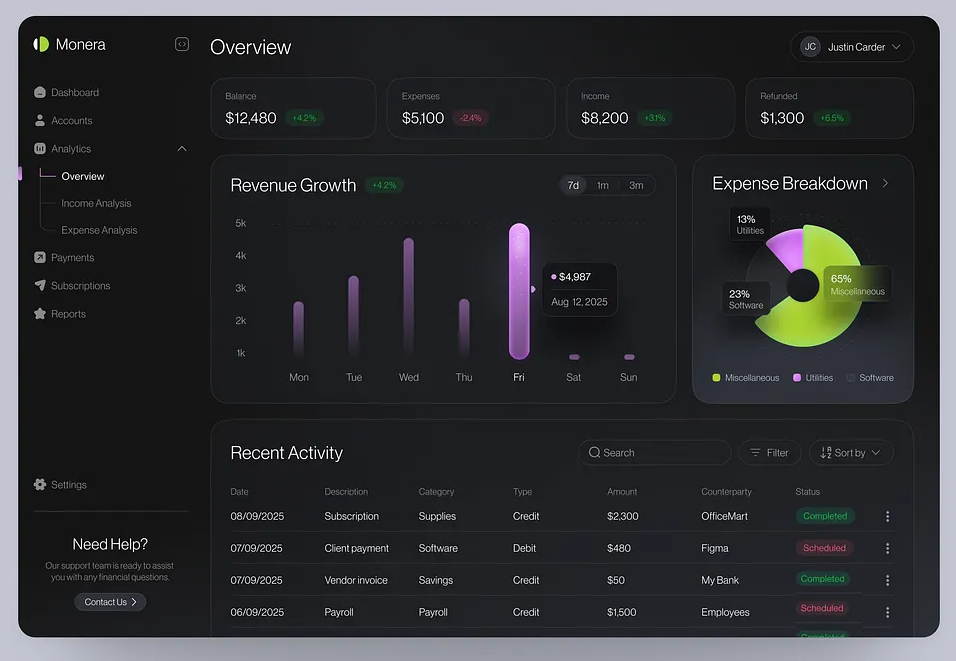 Monera
Overview
JC
Justin Carder
Dashboard
Accounts
Analytics
Overview
Income Analysis
Expense Analysis
Payments
Subscriptions
Reports
Settings
Need Help?
Our support team is ready to assist
you with any financial questions.
Contact Us
Balance
$12,480 +4.2%
Expenses
$5,100 -2.4%
Income
$8,200 +3.1%
Refunded
$1,300 +6.5%
Revenue Growth +4.2%
7d 1m 3m
5k
4k
3k
2k
1k
$4,987
Aug 12, 2025
Mon Tue Wed Thu Fri Sat Sun
Expense Breakdown
13%
Utilities
65%
Miscellaneous
23%
Software
Miscellaneous Utilities Software
Recent Activity
Search
Filter
Sort by
Date Description Category Type Amount Counterparty Status
08/09/2025 Subscription Supplies Credit $2,300 OfficeMart Completed
07/09/2025 Client payment Software Debit $480 Figma Scheduled
07/09/2025 Vendor invoice Savings Credit $50 My Bank Completed
06/09/2025 Payroll Payroll Credit $1,500 Employees Scheduled
Completed